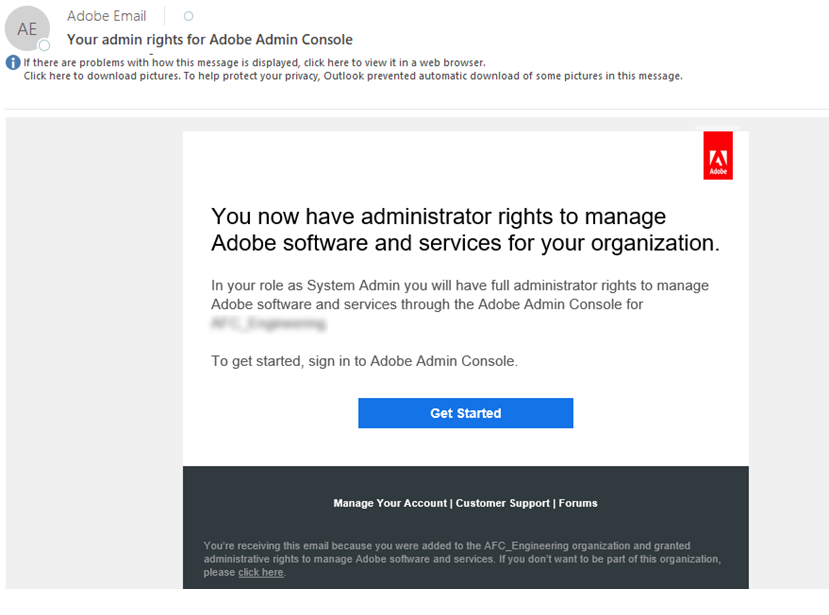 AE
Adobe Email
Your admin rights for Adobe Admin Console
If there are problems with how this message is displayed, click here to view it in a web browser.
Click here to download pictures. To help protect your privacy, Outlook prevented automatic download of some pictures in this message.
Adobe
You now have administrator rights to manage
Adobe software and services for your organization.
In your role as System Admin you will have full administrator rights to manage
Adobe software and services through the Adobe Admin Console for
To get started, sign in to Adobe Admin Console.
Get Started
Manage Your Account | Customer Support | Forums
You're receiving this email because you were added to the AFC_Engineering organization and granted
administrative rights to manage Adobe software and services. If you don't want to be part of this organization,
please click here.